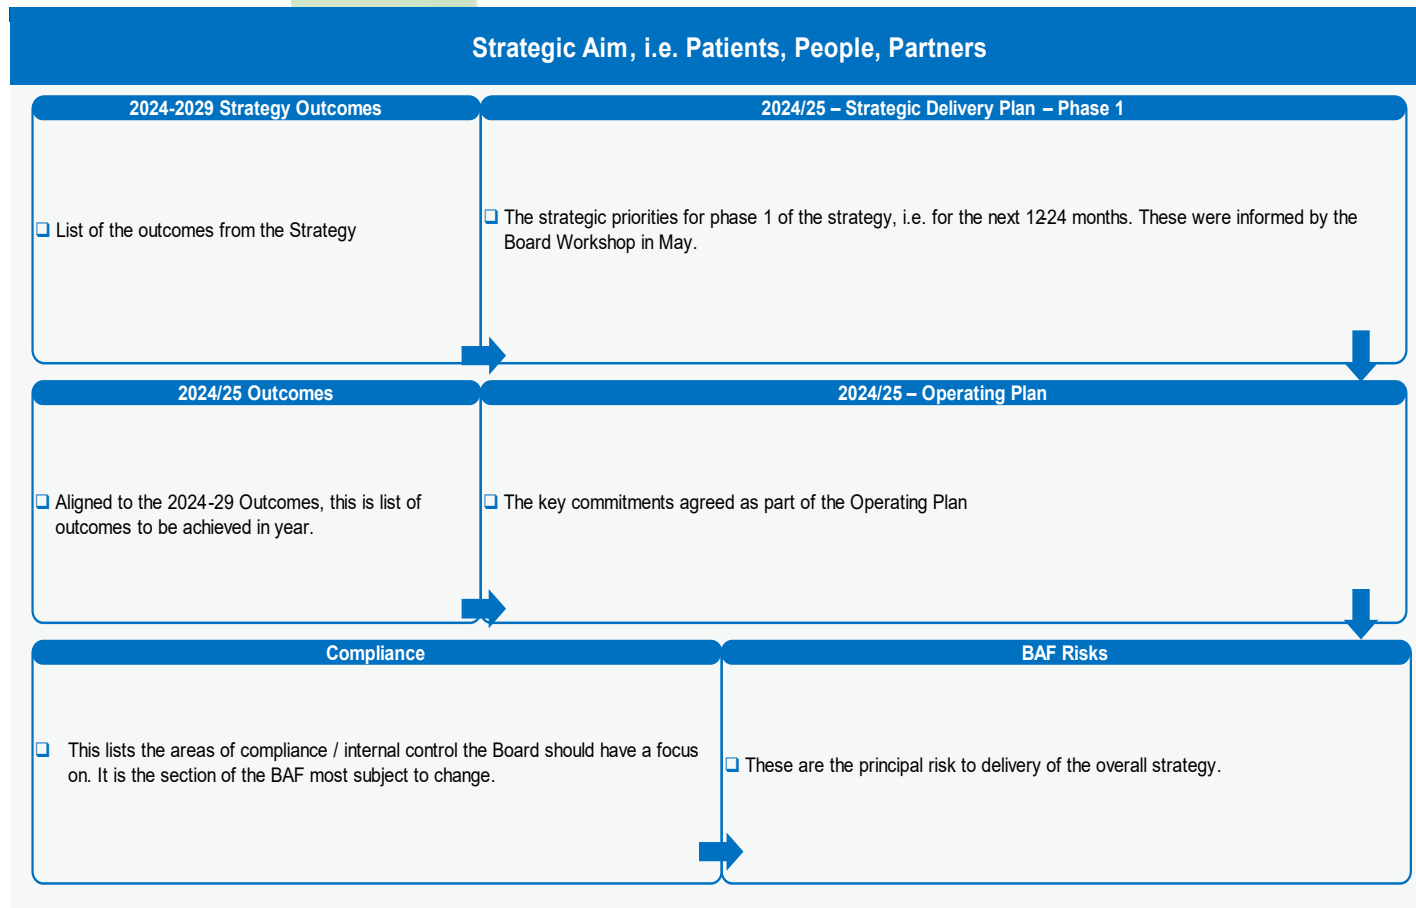 Strategic Aim, i.e. Patients, People, Partners
2024-2029 Strategy Outcomes
2024/25 – Strategic Delivery Plan – Phase 1
List of the outcomes from the Strategy
The strategic priorities for phase 1 of the strategy, i.e. for the next 12-24 months. These were informed by the
Board Workshop in May.
2024/25 Outcomes
2024/25 – Operating Plan
Aligned to the 2024-29 Outcomes, this is list of
outcomes to be achieved in year.
The key commitments agreed as part of the Operating Plan
Compliance
BAF Risks
This lists the areas of compliance / internal control the Board should have a focus
on. It is the section of the BAF most subject to change.
These are the principal risk to delivery of the overall strategy.